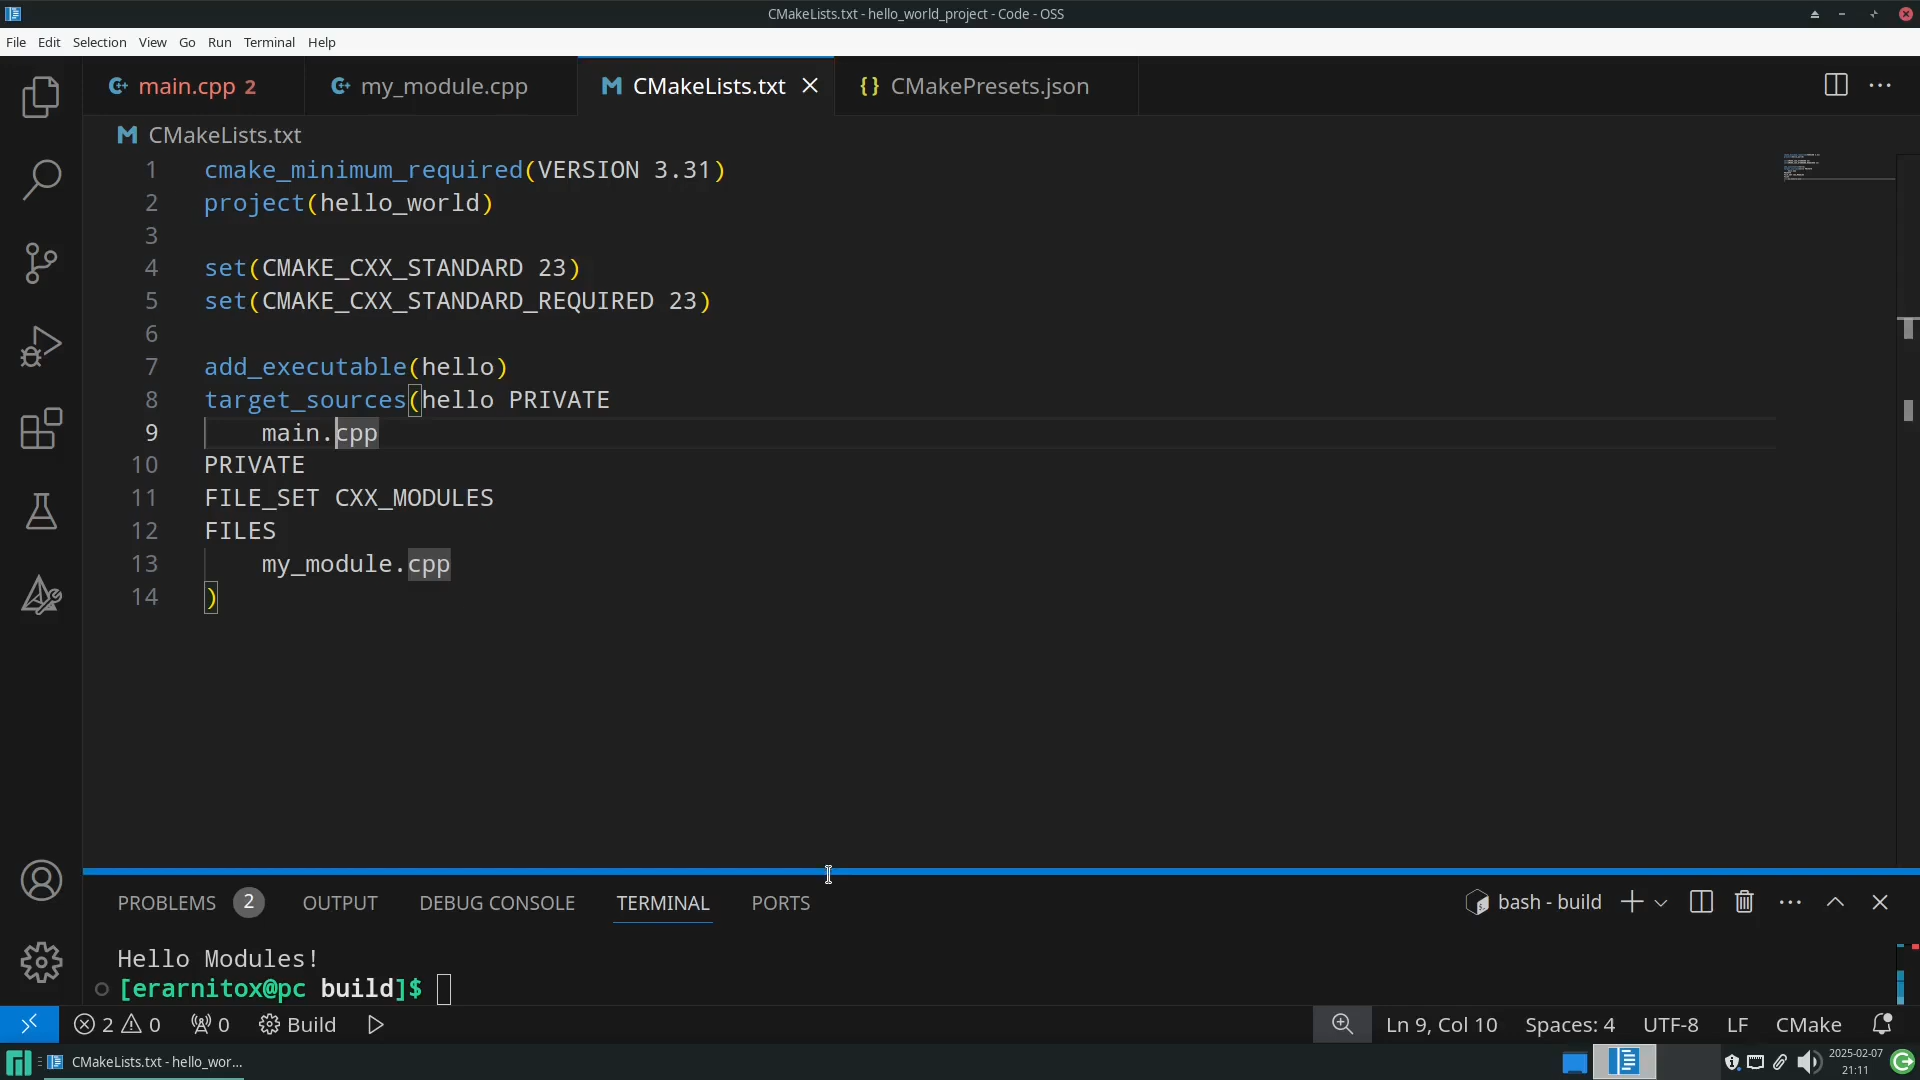 CMakeLists.txt - hello_world_project - Code - OSS
File Edit Selection View Go Run Terminal Help
main.cpp 2 my_module.cpp CMakeLists.txt {} CMakePresets.json
CMakeLists.txt
1 cmake_minimum_required(VERSION 3.31)
2 project(hello_world)
3
4 set(CMAKE_CXX_STANDARD 23)
5 set(CMAKE_CXX_STANDARD_REQUIRED 23)
6
7 add_executable(hello)
8 target_sources(hello PRIVATE
9 main.cpp
10 PRIVATE
11 FILE_SET CXX_MODULES
12 FILES
13 my_module.cpp
14 )
PROBLEMS 2 OUTPUT DEBUG CONSOLE TERMINAL PORTS bash - build
Hello Modules!
[erarnitox@pc build]$
2 0 0 Build Ln 9, Col 10 Spaces: 4 UTF-8 LF CMake
CMakeLists.txt - hello_wor... 2025-02-07
21:11